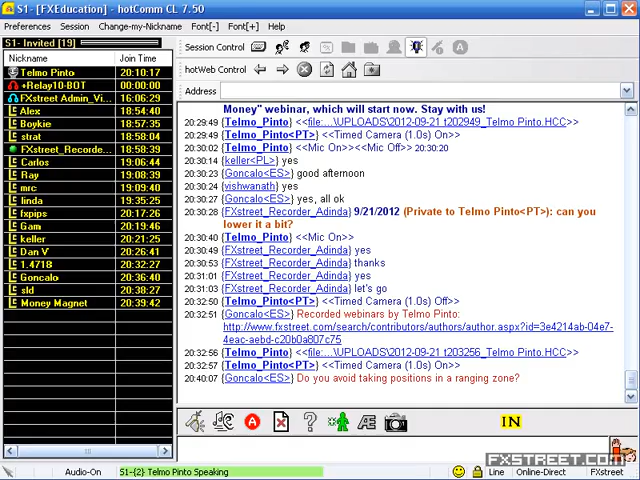 S1- [FXEducation] - hotComm CL 7.50
Preferences Session Change-my-Nickname Font[-] Font[+] Help
S1- Invited [19]
Session Control
A
Nickname Join Time
hotWeb Control
Address
Telmo Pinto 20:10:17
+Relay10-BOT 00:00:00
FXstreet Admin_Vi... 16:06:29
Alex 18:54:40
Boykie 18:57:30
strat 18:58:04
FXstreet_Recorde... 18:58:39
Carlos 19:06:44
Ray 19:08:39
mrc 19:09:40
linda 19:35:25
fxpips 20:17:26
Gam 20:19:46
keller 20:21:25
Dan V 20:26:41
1.4718 20:32:27
Goncalo 20:36:40
sld 20:38:27
Money Magnet 20:39:42
Money" webinar, which will start now. Stay with us!
20:29:49 {Telmo_Pinto} <<file:...\UPLOADS\2012-09-21 t202949_Telmo Pinto.HCC>
20:29:49 {Telmo_Pinto<PT>} <<Timed Camera (1.0s) On>>
20:30:02 {Telmo_Pinto} <<Mic On>><<Mic Off>> 20:30:20
20:30:14 {keller<PL>} yes
20:30:23 {Goncalo<ES>} good afternoon
20:30:24 {vishwanath} yes
20:30:27 {Goncalo<ES>} yes, all ok
20:30:28 {FXstreet_Recorder_Adinda} 9/21/2012 (Private to Telmo Pinto<PT>): can you
lower it a bit?
20:30:40 {Telmo_Pinto} <<Mic On>>
20:30:49 {FXstreet_Recorder_Adinda} yes
20:30:53 {FXstreet_Recorder_Adinda} thanks
20:31:01 {FXstreet_Recorder_Adinda} yes
20:31:03 {FXstreet_Recorder_Adinda} let's go
20:32:50 {Telmo_Pinto<PT>} <<Timed Camera (1.0s) Off>>
20:32:51 {Goncalo<ES>} Recorded webinars by Telmo Pinto:
http://www.fxstreet.com/search/contributors/authors/author.aspx?id=3e4214ab-04e7-
4eac-aebd-c20b0a807c75
20:32:56 {Telmo_Pinto} <<file:...\UPLOADS\2012-09-21 t203256_Telmo Pinto.HCC>>
20:32:57 {Telmo_Pinto<PT>} <<Timed Camera (1.0s) On>>
20:40:07 {Goncalo<ES>} Do you avoid taking positions in a ranging zone?
A ? Æ IN
FXSTREET.COM
Audio-On S1-{2} Telmo Pinto Speaking Line Online-Direct FXstreet